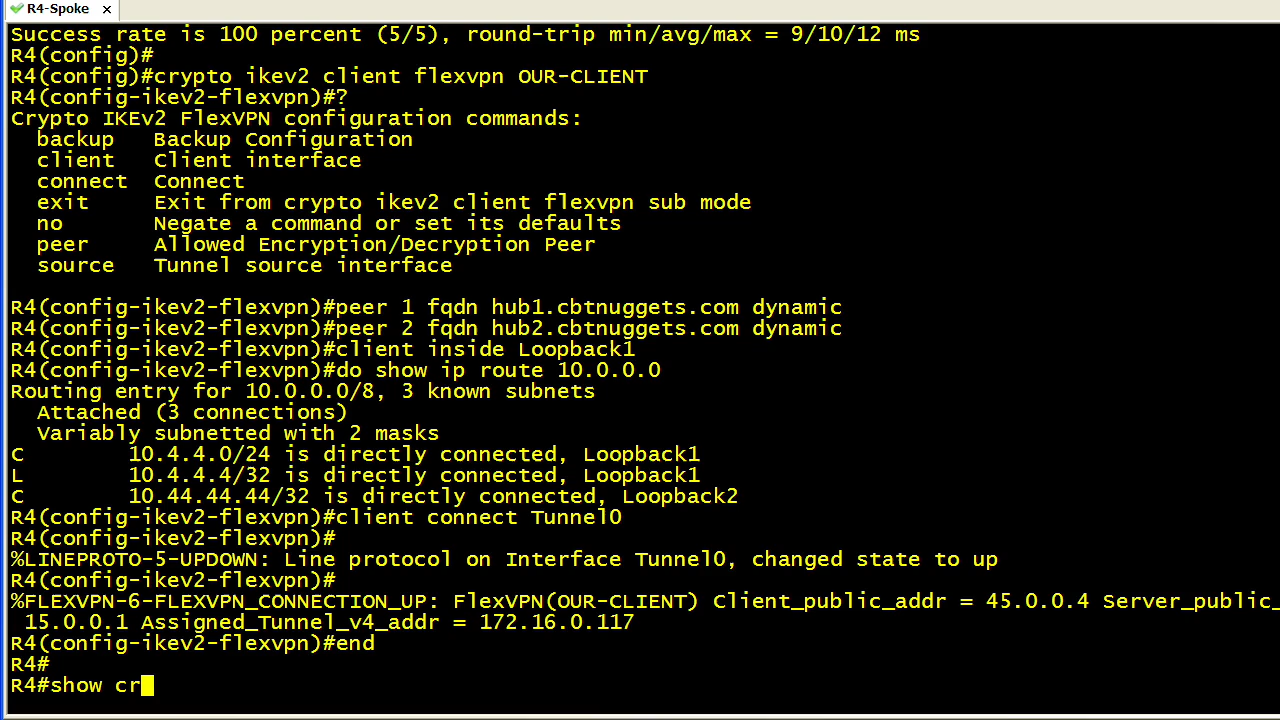 R4-Spoke ×
Success rate is 100 percent (5/5), round-trip min/avg/max = 9/10/12 ms
R4(config)#
R4(config)#crypto ikev2 client flexvpn OUR-CLIENT
R4(config-ikev2-flexvpn)#?
Crypto IKEv2 FlexVPN configuration commands:
  backup   Backup Configuration
  client   Client interface
  connect  Connect
  exit     Exit from crypto ikev2 client flexvpn sub mode
  no       Negate a command or set its defaults
  peer     Allowed Encryption/Decryption Peer
  source   Tunnel source interface
R4(config-ikev2-flexvpn)#peer 1 fqdn hub1.cbtnuggets.com dynamic
R4(config-ikev2-flexvpn)#peer 2 fqdn hub2.cbtnuggets.com dynamic
R4(config-ikev2-flexvpn)#client inside Loopback1
R4(config-ikev2-flexvpn)#do show ip route 10.0.0.0
Routing entry for 10.0.0.0/8, 3 known subnets
  Attached (3 connections)
  Variably subnetted with 2 masks
C        10.4.4.0/24 is directly connected, Loopback1
L        10.4.4.4/32 is directly connected, Loopback1
C        10.44.44.44/32 is directly connected, Loopback2
R4(config-ikev2-flexvpn)#client connect Tunnel0
R4(config-ikev2-flexvpn)#
%LINEPROTO-5-UPDOWN: Line protocol on Interface Tunnel0, changed state to up
R4(config-ikev2-flexvpn)#
%FLEXVPN-6-FLEXVPN_CONNECTION_UP: FlexVPN(OUR-CLIENT) Client_public_addr = 45.0.0.4 Server_public_
 15.0.0.1 Assigned_Tunnel_v4_addr = 172.16.0.117
R4(config-ikev2-flexvpn)#end
R4#
R4#show cr